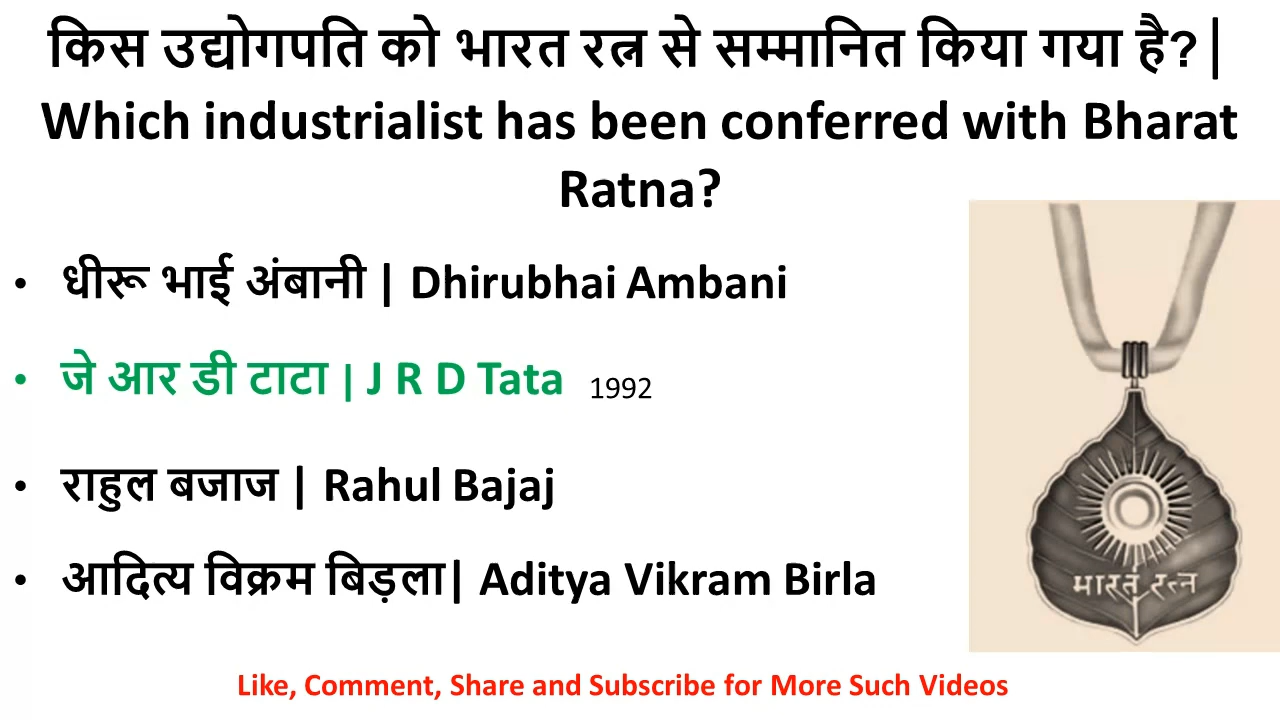 किस उद्योगपति को भारत रत्न से सम्मानित किया गया है?|
Which industrialist has been conferred with Bharat
Ratna?
• धीरू भाई अंबानी | Dhirubhai Ambani
• जे आर डी टाटा | J R D Tata 1992
• राहुल बजाज | Rahul Bajaj
• आदित्य विक्रम बिड़ला| Aditya Vikram Birla
भारत रत्न
Like, Comment, Share and Subscribe for More Such Videos